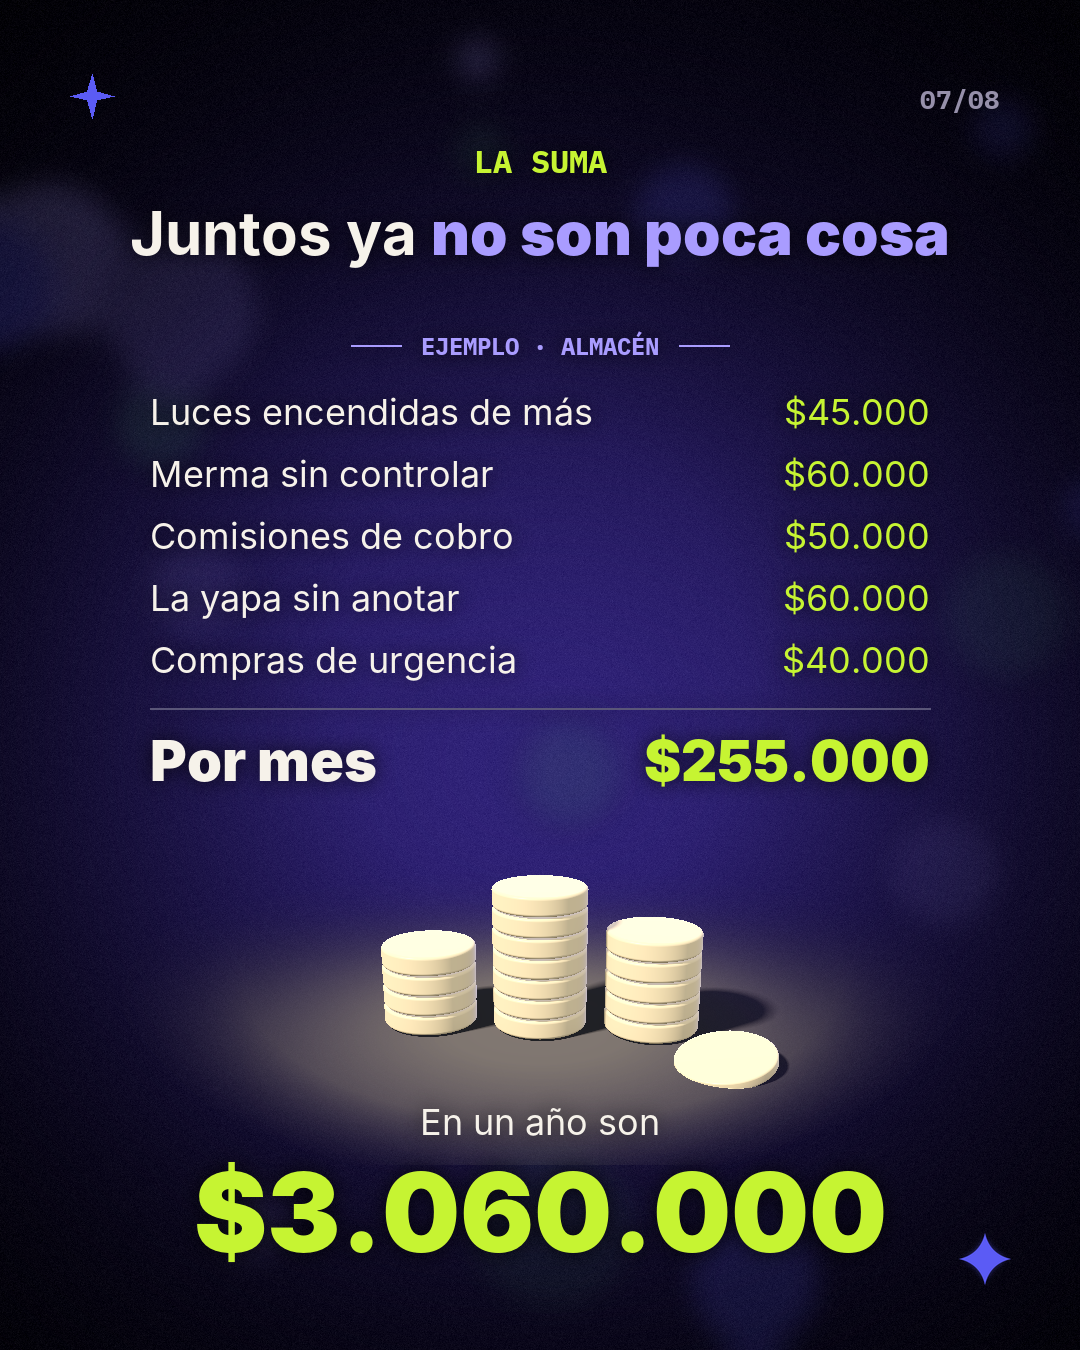 07/08
LA SUMA
Juntos ya no son poca cosa
EJEMPLO · ALMACÉN
Luces encendidas de más $45.000
Merma sin controlar $60.000
Comisiones de cobro $50.000
La yapa sin anotar $60.000
Compras de urgencia $40.000
Por mes $255.000
En un año son
$3.060.000